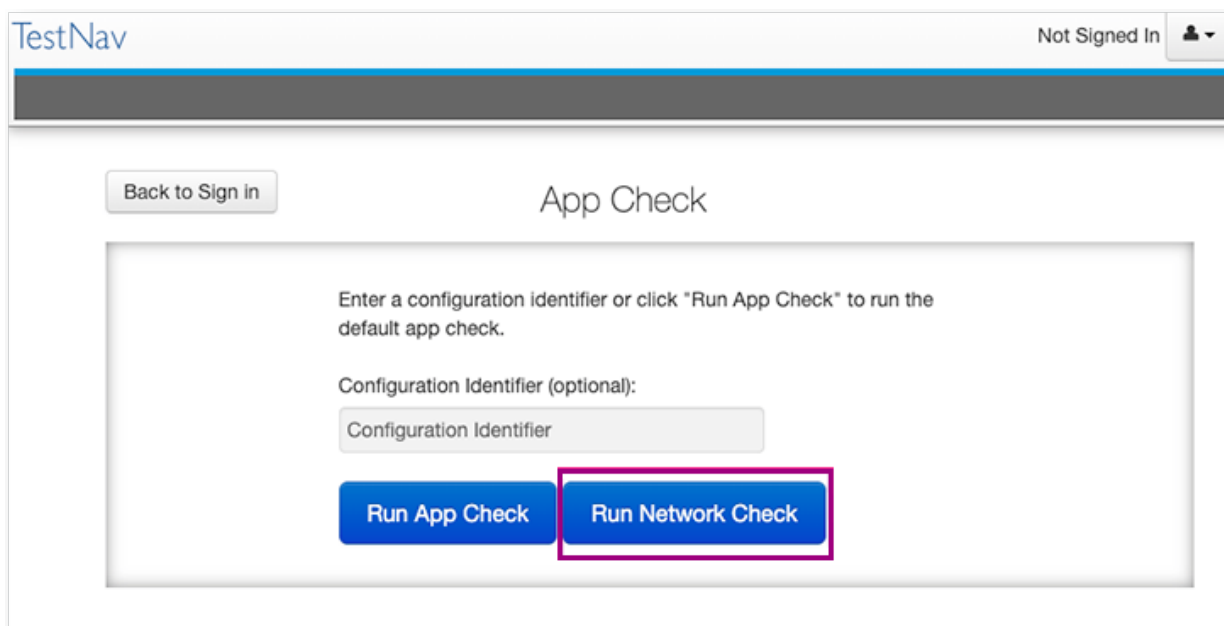 TestNav
Not Signed In
Back to Sign in
App Check
Enter a configuration identifier or click "Run App Check" to run the
default app check.
Configuration Identifier (optional):
Configuration Identifier
Run App Check
Run Network Check